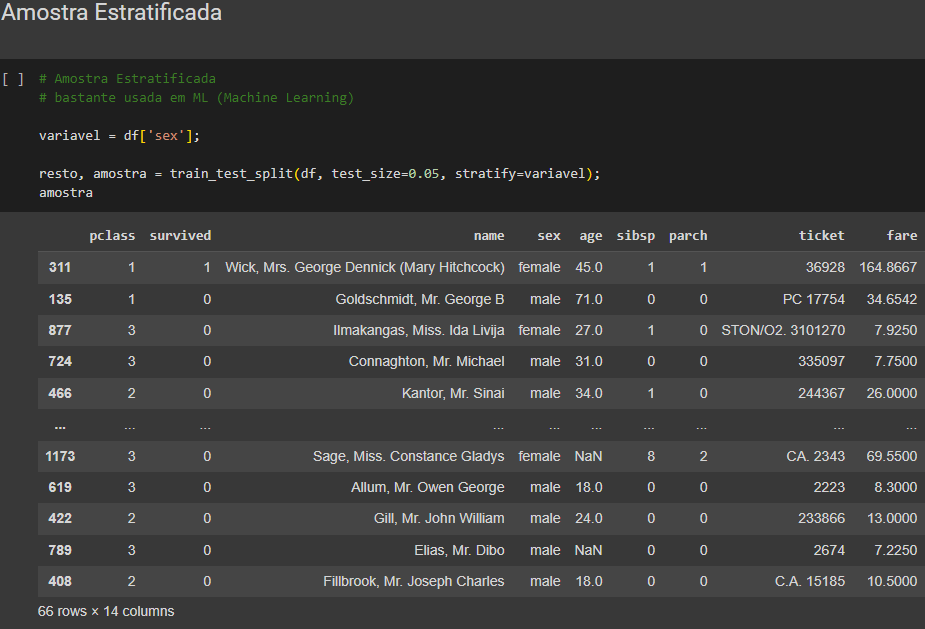 Amostra Estratificada
[ ] # Amostra Estratificada
# bastante usada em ML (Machine Learning)
variavel = df['sex'];
resto, amostra = train_test_split(df, test_size=0.05, stratify=variavel);
amostra
pclass survived name sex age sibsp parch ticket fare
311 1 1 Wick, Mrs. George Dennick (Mary Hitchcock) female 45.0 1 1 36928 164.8667
135 1 0 Goldschmidt, Mr. George B male 71.0 0 0 PC 17754 34.6542
877 3 0 Ilmakangas, Miss. Ida Livija female 27.0 1 0 STON/O2. 3101270 7.9250
724 3 0 Connaghton, Mr. Michael male 31.0 0 0 335097 7.7500
466 2 0 Kantor, Mr. Sinai male 34.0 1 0 244367 26.0000
... ... ... ... ... ... ... ... ... ...
1173 3 0 Sage, Miss. Constance Gladys female NaN 8 2 CA. 2343 69.5500
619 3 0 Allum, Mr. Owen George male 18.0 0 0 2223 8.3000
422 2 0 Gill, Mr. John William male 24.0 0 0 233866 13.0000
789 3 0 Elias, Mr. Dibo male NaN 0 0 2674 7.2250
408 2 0 Fillbrook, Mr. Joseph Charles male 18.0 0 0 C.A. 15185 10.5000
66 rows × 14 columns